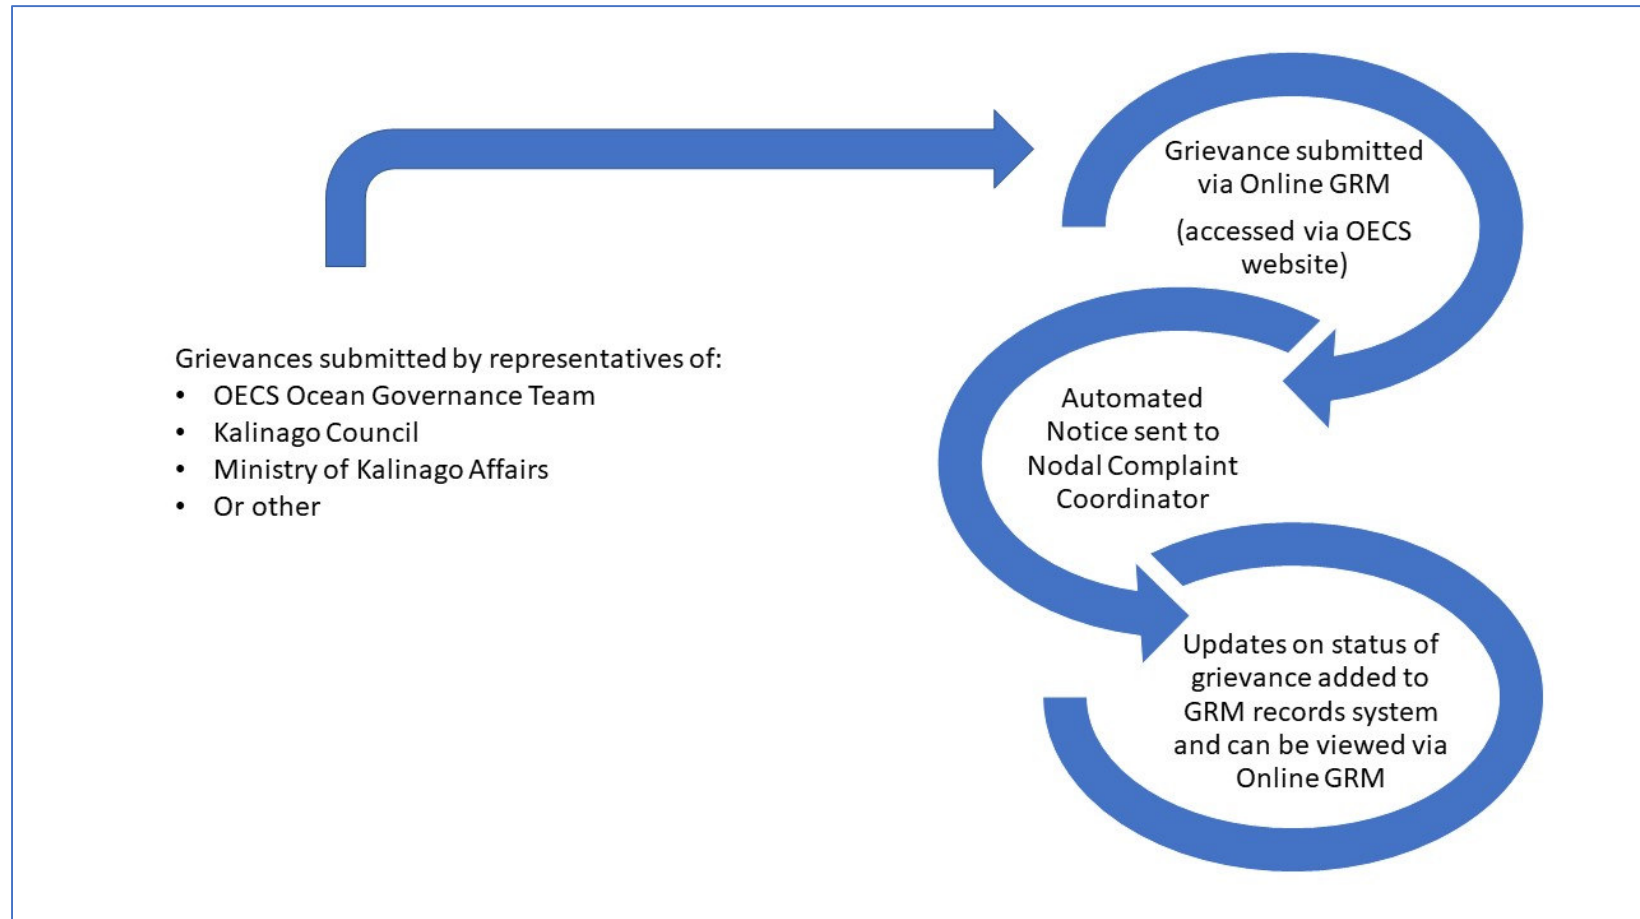 Grievances submitted by representatives of:
• OECS Ocean Governance Team
• Kalinago Council
• Ministry of Kalinago Affairs
• Or other
Grievance submitted
via Online GRM
(accessed via OECS
website)
Automated
Notice sent to
Nodal Complaint
Coordinator
Updates on status of
grievance added to
GRM records system
and can be viewed via
Online GRM